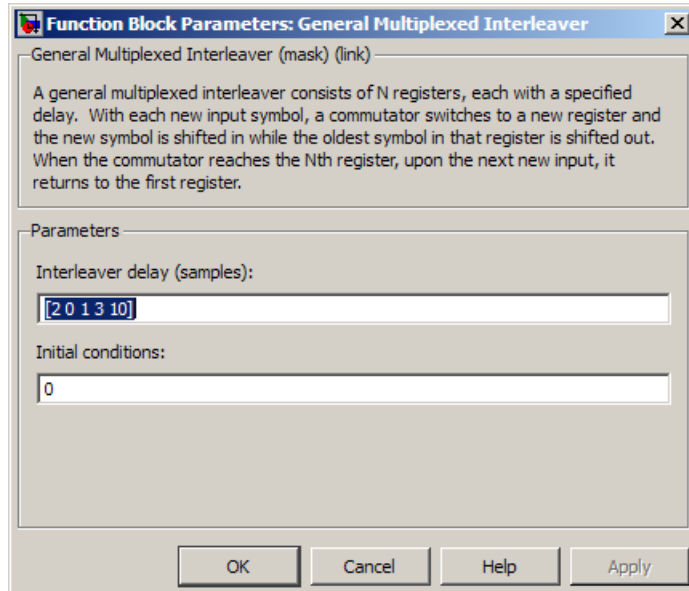 Function Block Parameters: General Multiplexed Interleaver
General Multiplexed Interleaver (mask) (link)
A general multiplexed interleaver consists of N registers, each with a specified
delay.  With each new input symbol, a commutator switches to a new register and
the new symbol is shifted in while the oldest symbol in that register is shifted out.
When the commutator reaches the Nth register, upon the next new input, it
returns to the first register.
Parameters
Interleaver delay (samples):
[2 0 1 3 10]
Initial conditions:
0
OK Cancel Help Apply